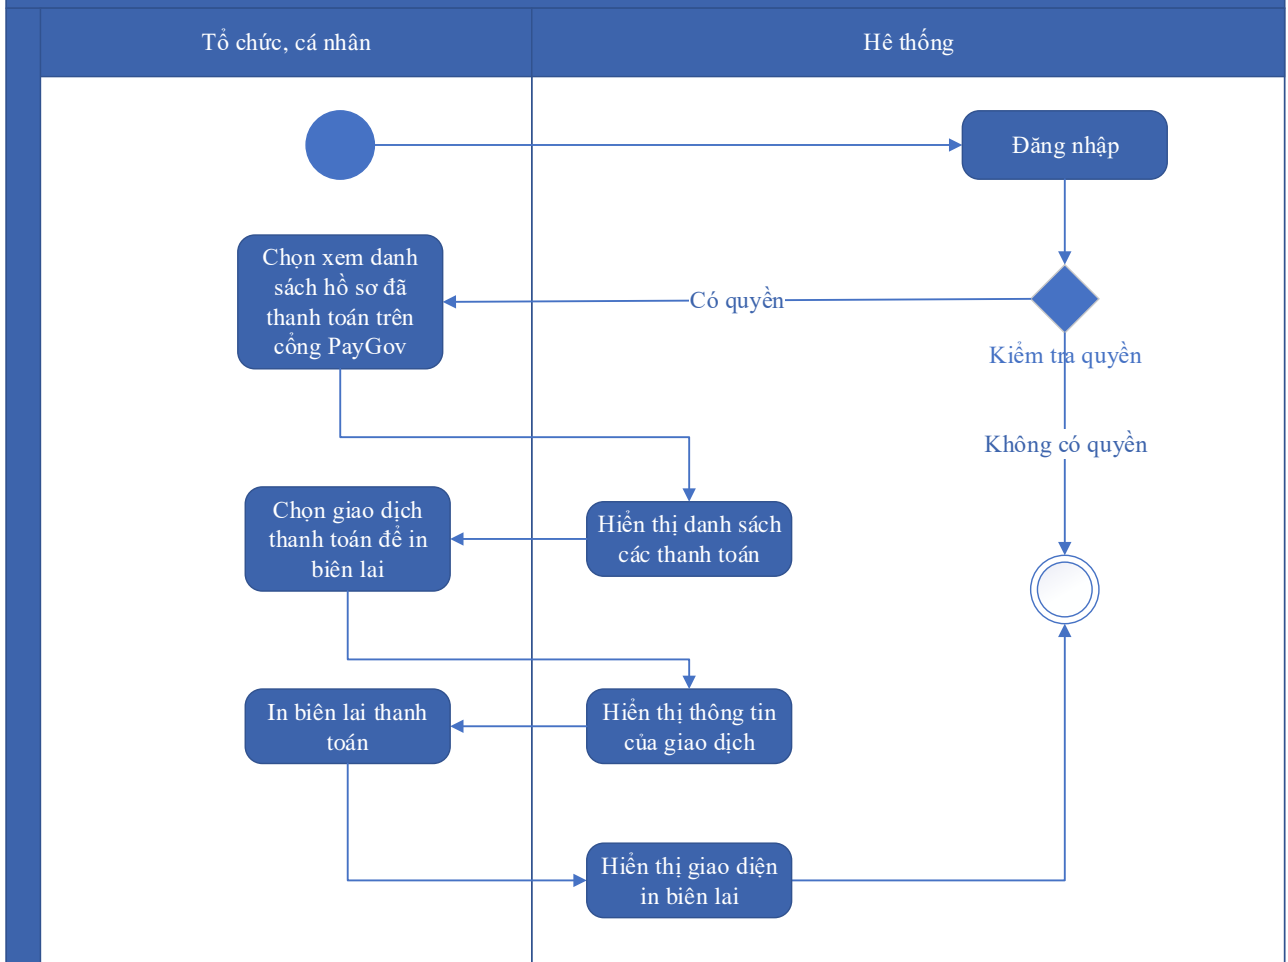 Tổ chức, cá nhân
Hê thống
Đăng nhập
Chọn xem danh
sách hồ sơ đã
thanh toán trên
cổng PayGov
Có quyền
Kiểm tra quyền
Không có quyền
Chọn giao dịch
thanh toán để in
biên lai
Hiển thị danh sách
các thanh toán
In biên lai thanh
toán
Hiển thị thông tin
của giao dịch
Hiển thị giao diện
in biên lai